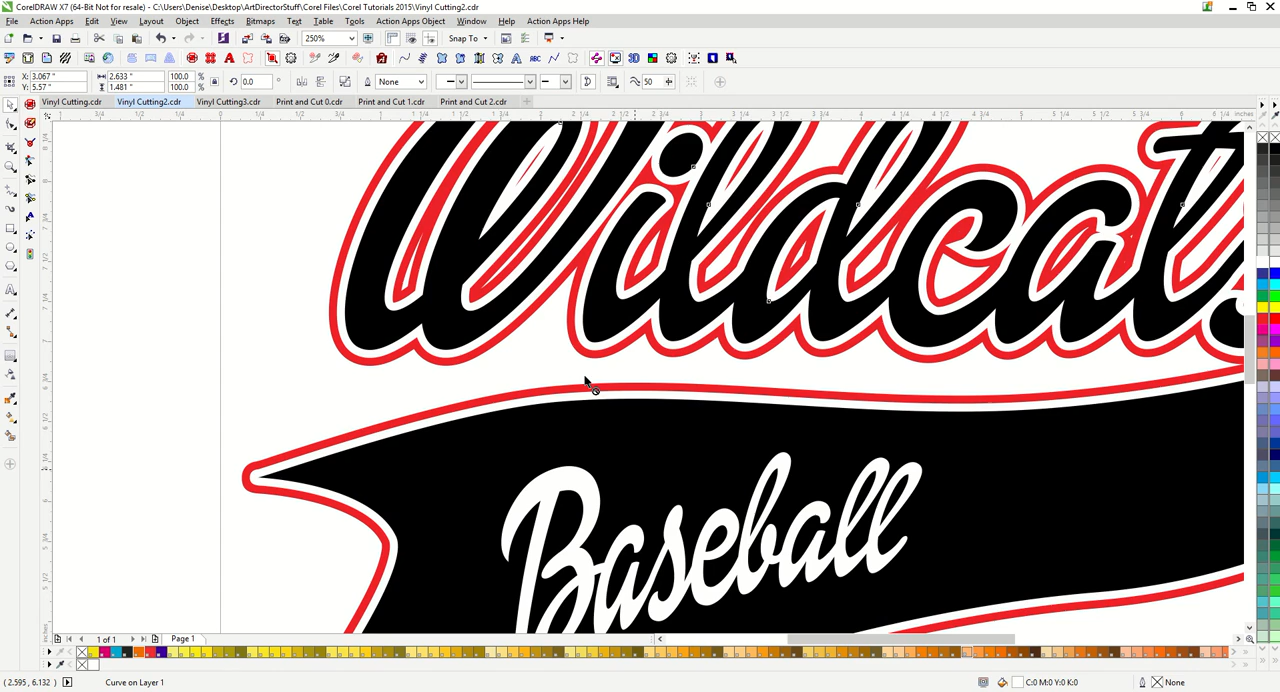 CorelDRAW X7 (64-Bit Not for resale) - C:\Users\Denise\Documents\ArtDirectorStuff\Corel Files\Corel Tutorials 2015\Vinyl Cutting2.cdr
File Action Apps Edit View Layout Object Effects Bitmaps Text Table Tools Action Apps Object Window Action Apps Help
250% Snap To
X: 3.067 " 2.633 " 100.0 % 0.0 ° None 50
Y: 5.57 " 1.481 " 100.0 %
Vinyl Cutting.cdr Vinyl Cutting2.cdr Vinyl Cutting3.cdr Print and Cut 0.cdr Print and Cut 1.cdr Print and Cut 2.cdr
inches
Wildcats
Baseball
inches
1 of 1 Page 1
( 2.595 , 6.132 ) Curve on Layer 1 C:0 M:0 Y:0 K:0 None